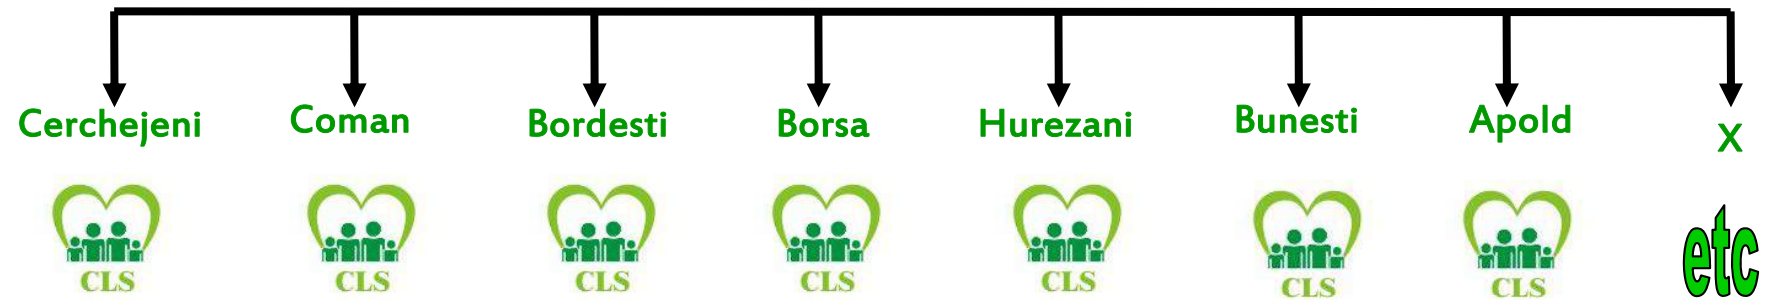 Cerchejeni Coman Bordesti Borsa Hurezani Bunesti Apold X
CLS CLS CLS CLS CLS CLS CLS etc